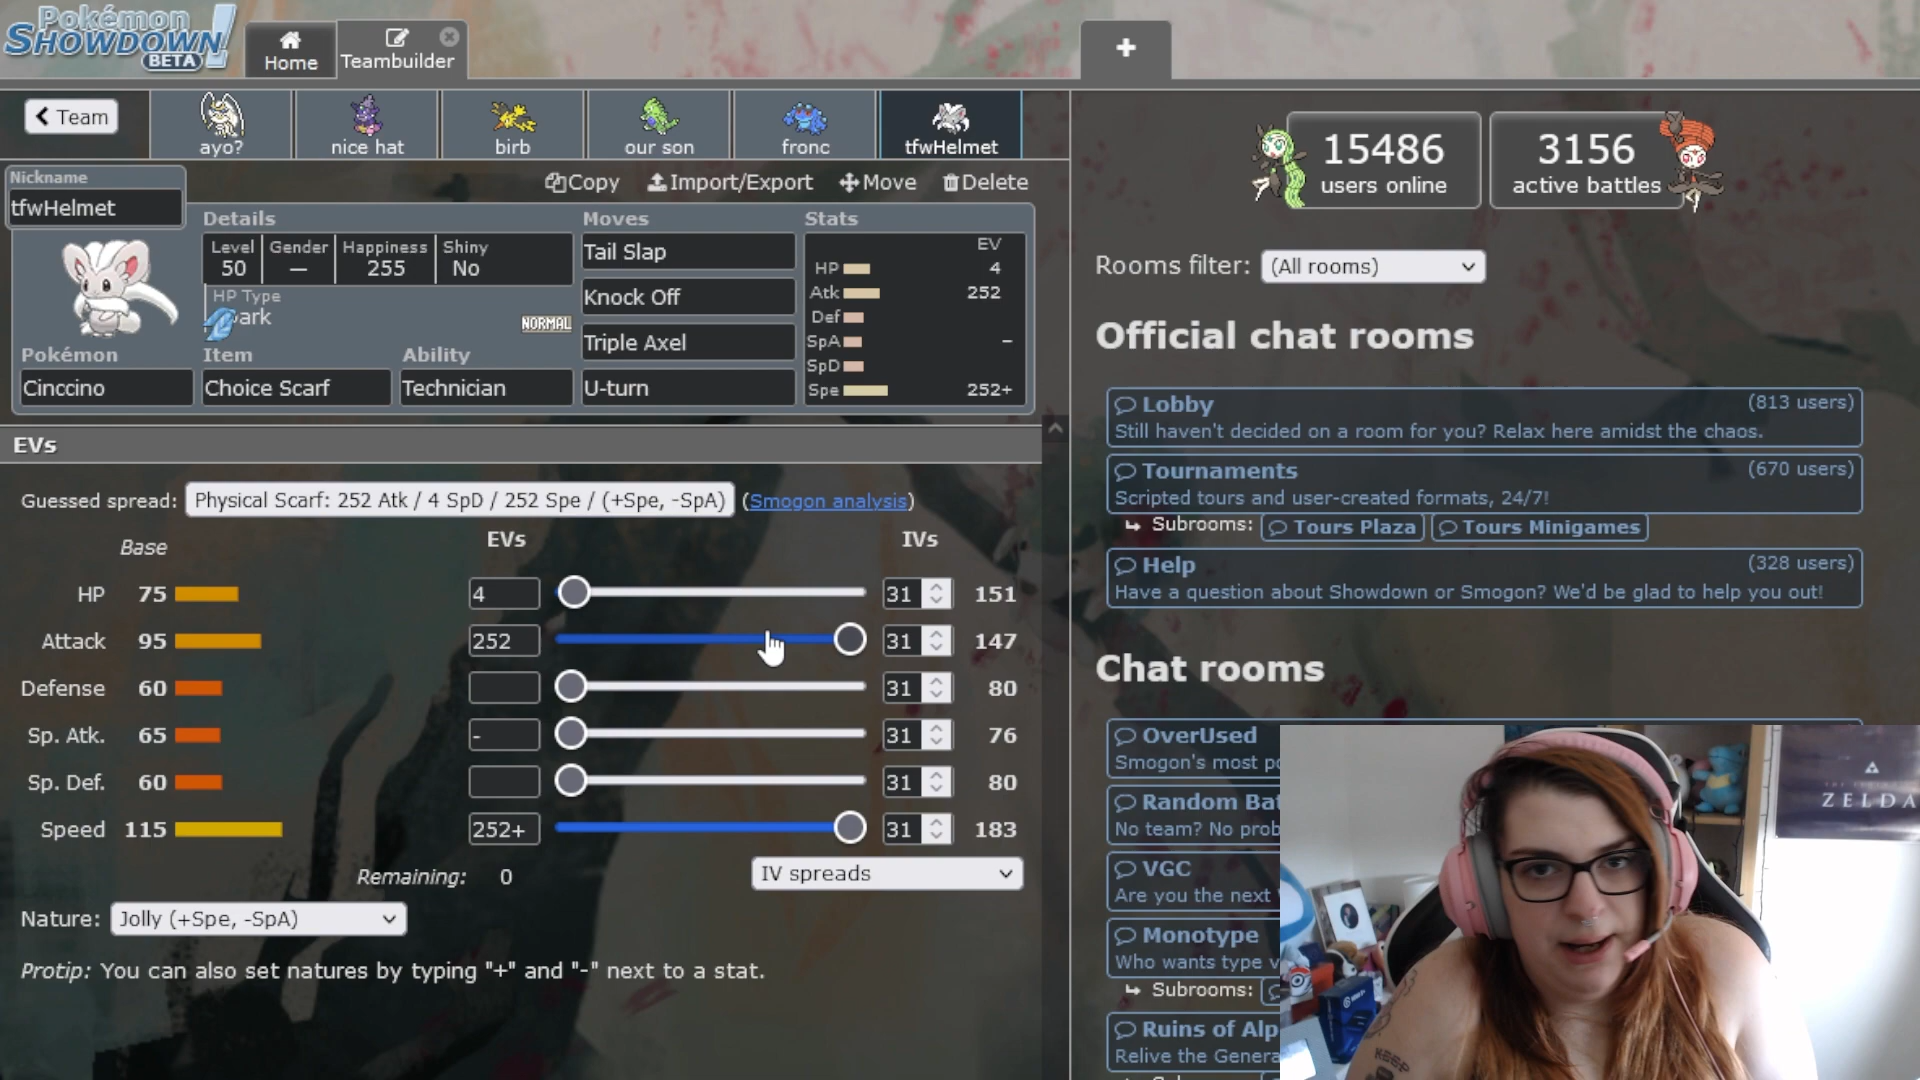 Pokémon
SHOWDOWN!
BETA
Home
Teambuilder
+
Team
ayo?
nice hat
birb
our son
fronc
tfwHelmet
Nickname
tfwHelmet
Copy
Import/Export
Move
Delete
Details
Level
50
Gender
—
Happiness
255
Shiny
No
HP Type
ark
NORMAL
Pokémon
Cinccino
Item
Choice Scarf
Ability
Technician
Moves
Tail Slap
Knock Off
Triple Axel
U-turn
Stats
EV
HP 4
Atk 252
Def
SpA –
SpD
Spe 252+
EVs
Guessed spread: Physical Scarf: 252 Atk / 4 SpD / 252 Spe / (+Spe, -SpA) (Smogon analysis)
Base EVs IVs
HP 75 4 31 151
Attack 95 252 31 147
Defense 60 31 80
Sp. Atk. 65 - 31 76
Sp. Def. 60 31 80
Speed 115 252+ 31 183
Remaining: 0
IV spreads
Nature: Jolly (+Spe, -SpA)
Protip: You can also set natures by typing "+" and "-" next to a stat.
15486
users online
3156
active battles
Rooms filter: (All rooms)
Official chat rooms
Lobby (813 users)
Still haven't decided on a room for you? Relax here amidst the chaos.
Tournaments (670 users)
Scripted tours and user-created formats, 24/7!
↳ Subrooms: Tours Plaza Tours Minigames
Help (328 users)
Have a question about Showdown or Smogon? We'd be glad to help you out!
Chat rooms
OverUsed
Smogon's most po
Random Bat
No team? No prob
VGC
Are you the next
Monotype
Who wants type v
↳ Subrooms:
Ruins of Alp
Relive the Genera
ZELDA
KEEP